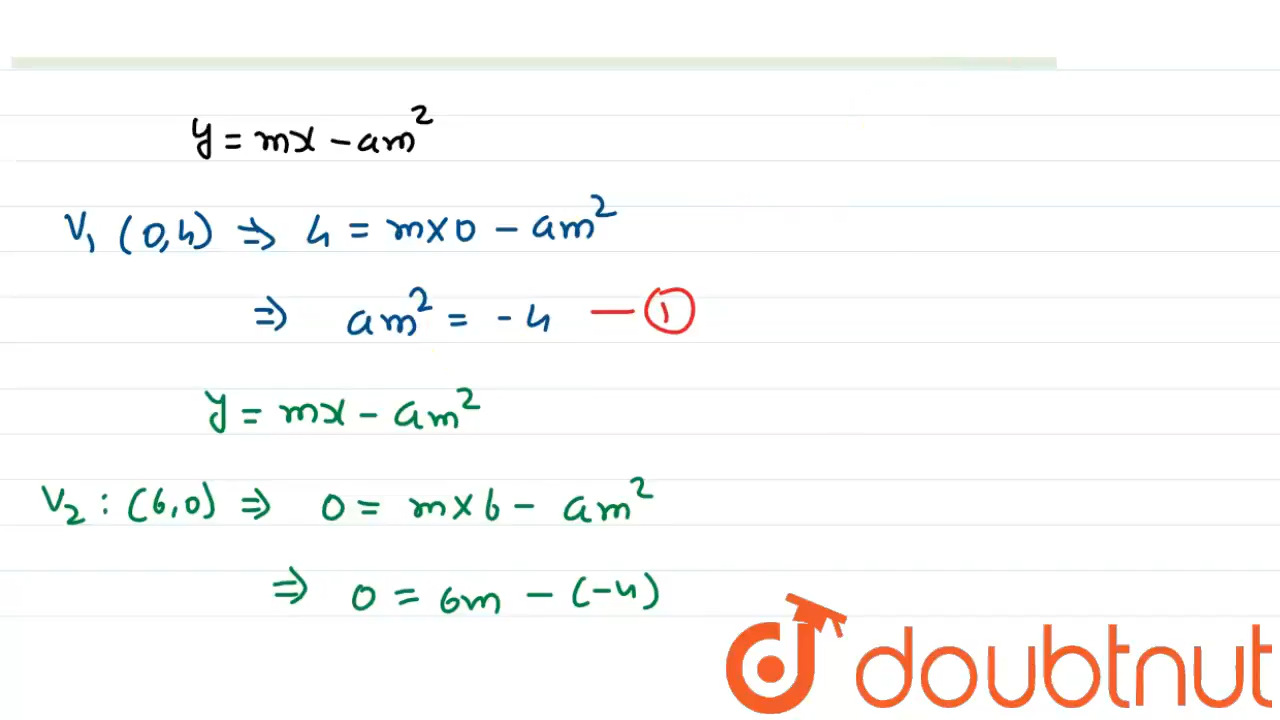 y = mx - am²
V₁ (0,4) ⇒ 4 = m×0 - am²
⇒ am² = -4 — ①
y = mx - am²
V₂ : (6,0) ⇒ 0 = m×6 - am²
⇒ 0 = 6m - (-4)
doubtnut